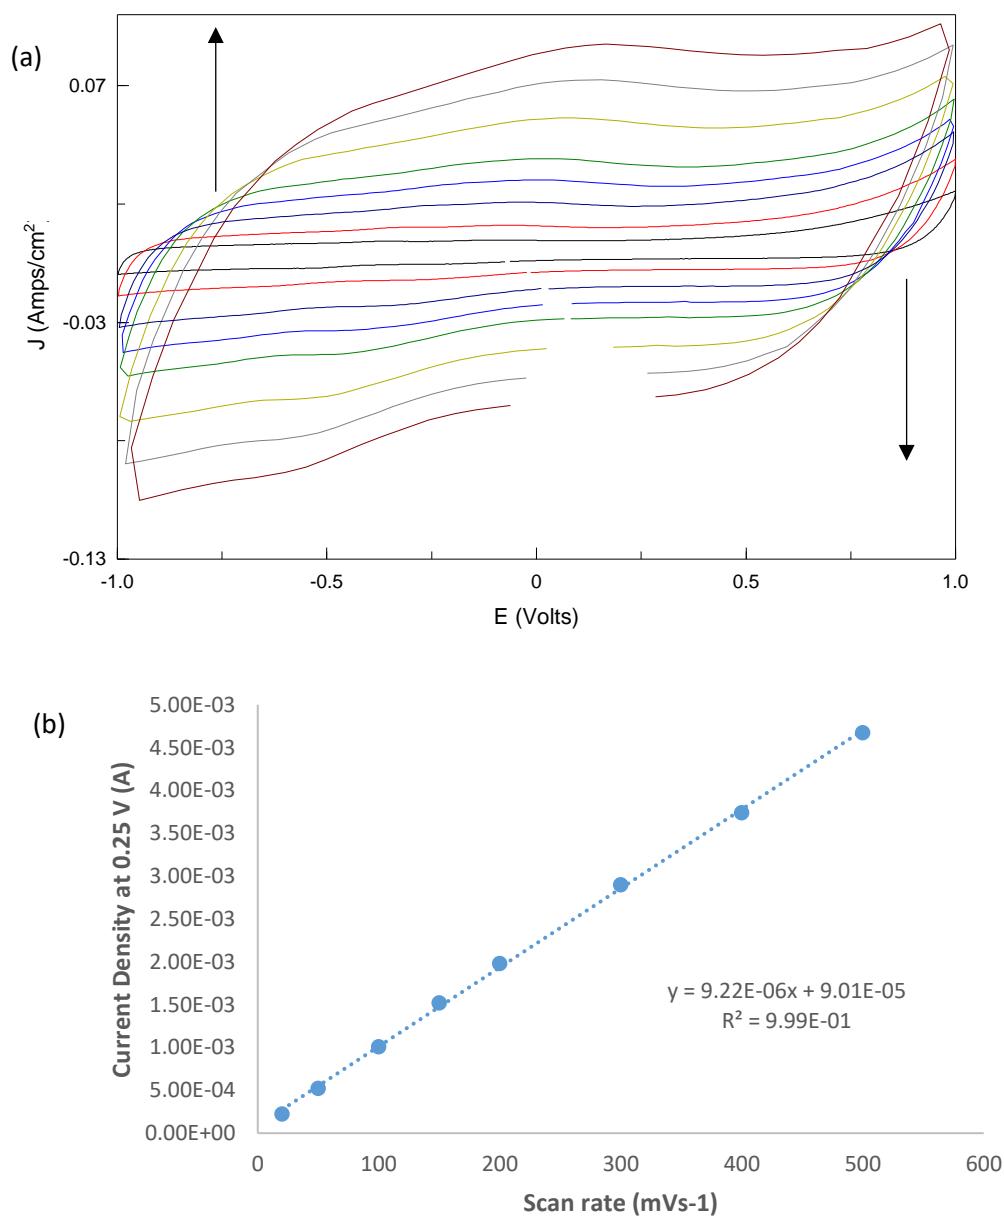 (a)
0.07
-0.03
-0.13
J (Amps/cm²)
-1.0 -0.5 0 0.5 1.0
E (Volts)
(b)
5.00E-03
4.50E-03
4.00E-03
3.50E-03
3.00E-03
2.50E-03
2.00E-03
1.50E-03
1.00E-03
5.00E-04
0.00E+00
Current Density at 0.25 V (A)
y = 9.22E-06x + 9.01E-05
R² = 9.99E-01
0 100 200 300 400 500 600
Scan rate (mVs-1)